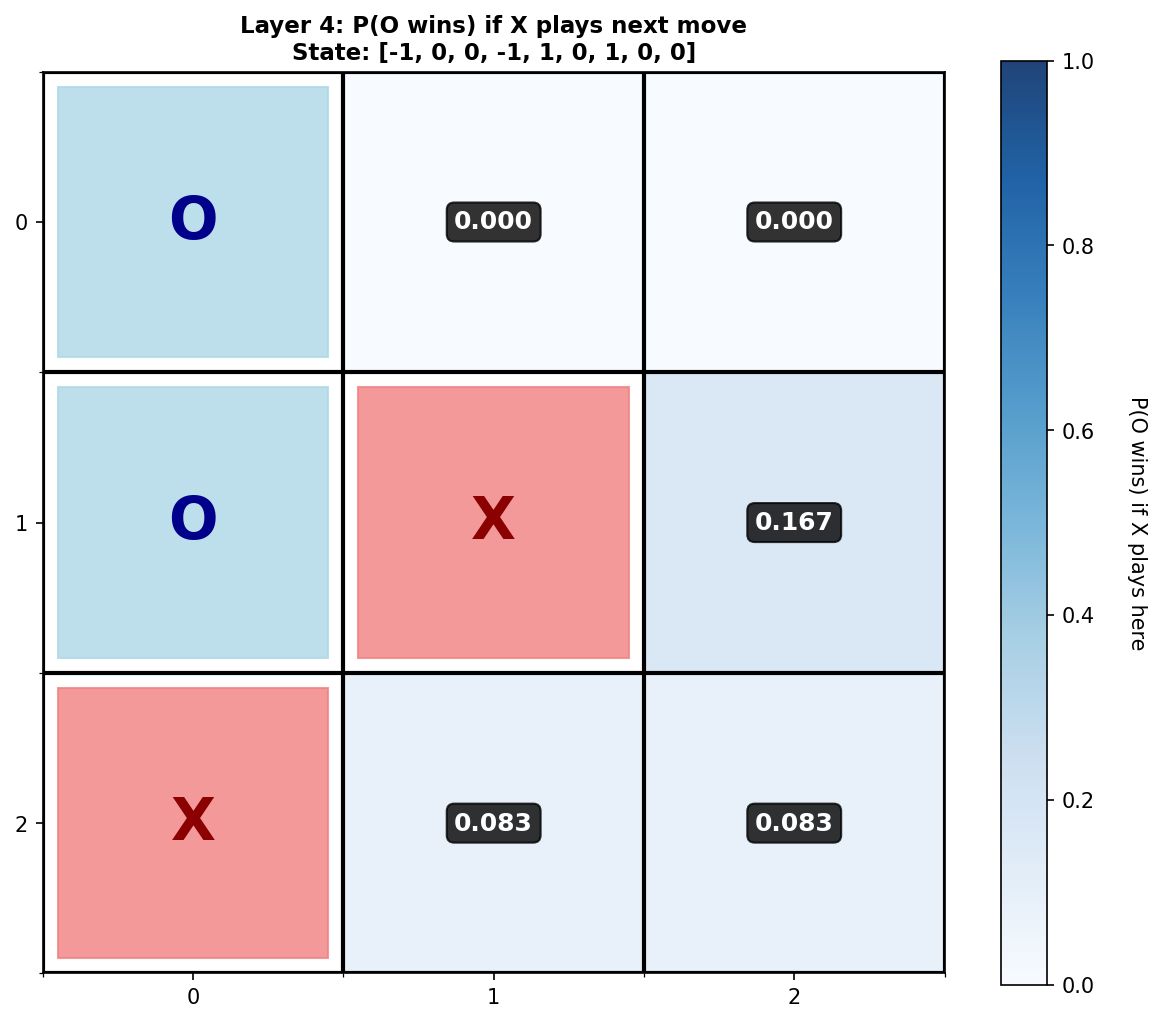 Layer 4: P(O wins) if X plays next move
State: [-1, 0, 0, -1, 1, 0, 1, 0, 0]
0
O
0.000
0.000
1
O
X
0.167
2
X
0.083
0.083
0
1
2
1.0
0.8
0.6
0.4
0.2
0.0
P(O wins) if X plays here